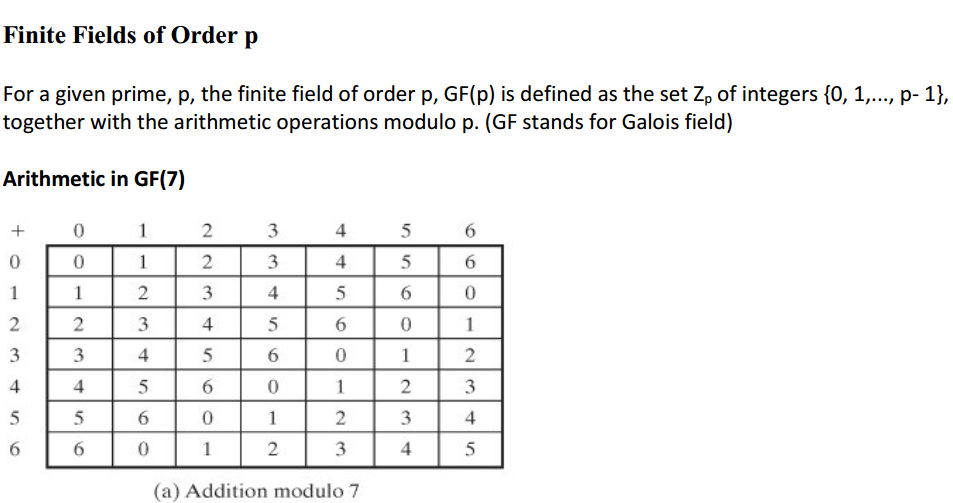 Finite Fields of Order p
For a given prime, p, the finite field of order p, GF(p) is defined as the set Zₚ of integers {0, 1,..., p- 1},
together with the arithmetic operations modulo p. (GF stands for Galois field)
Arithmetic in GF(7)
+ 0 1 2 3 4 5 6
0 0 1 2 3 4 5 6
1 1 2 3 4 5 6 0
2 2 3 4 5 6 0 1
3 3 4 5 6 0 1 2
4 4 5 6 0 1 2 3
5 5 6 0 1 2 3 4
6 6 0 1 2 3 4 5
(a) Addition modulo 7